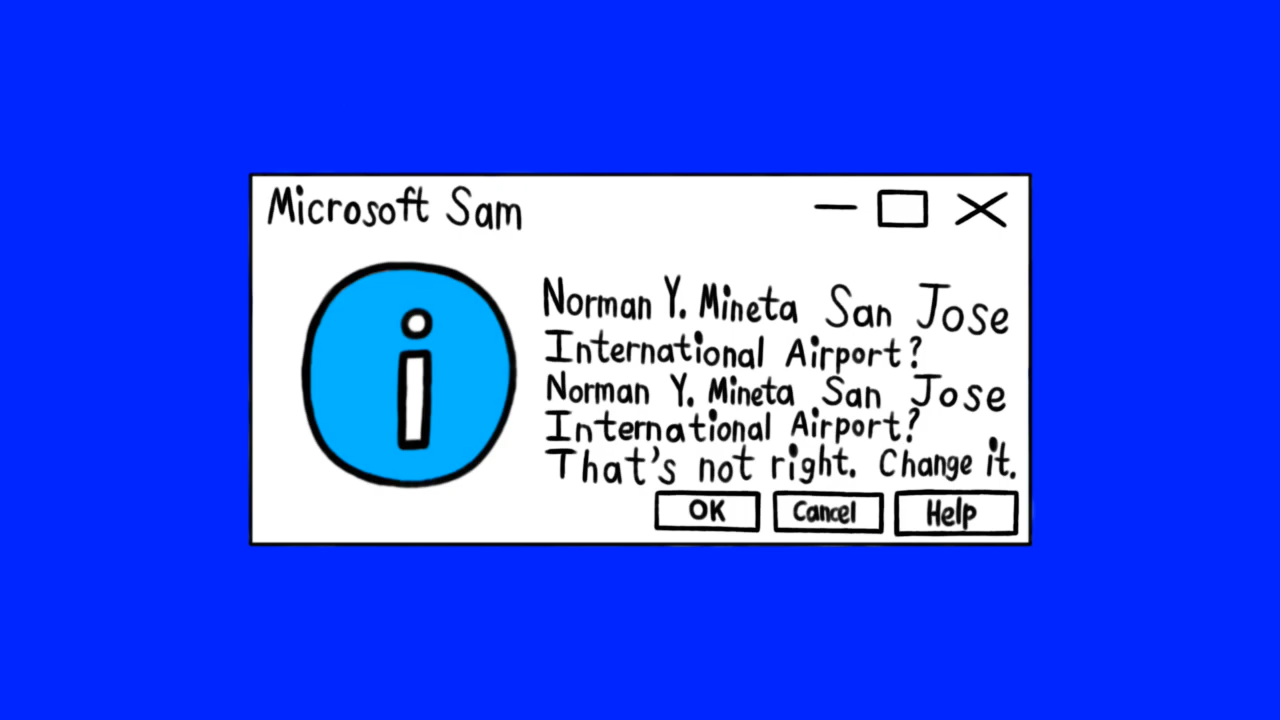 Microsoft Sam
Norman Y. Mineta San Jose
International Airport?
Norman Y. Mineta San Jose
International Airport?
That's not right. Change it.
OK Cancel Help